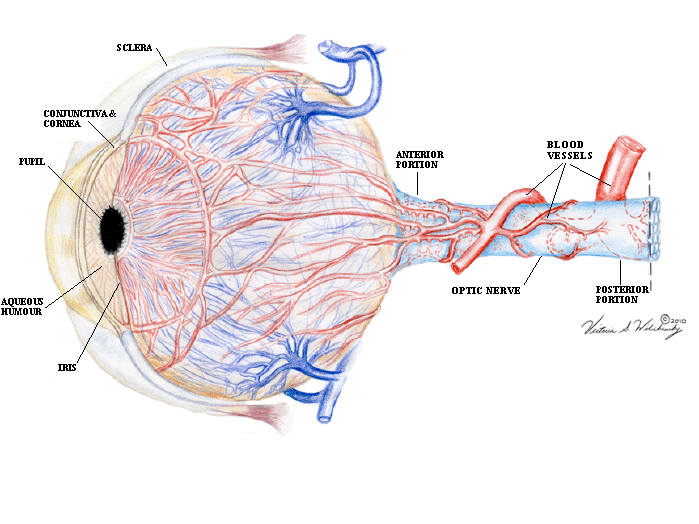 SCLERA
CONJUNCTIVA &
CORNEA
PUPIL
AQUEOUS
HUMOUR
IRIS
ANTERIOR
PORTION
BLOOD
VESSELS
OPTIC NERVE
POSTERIOR
PORTION
©2010